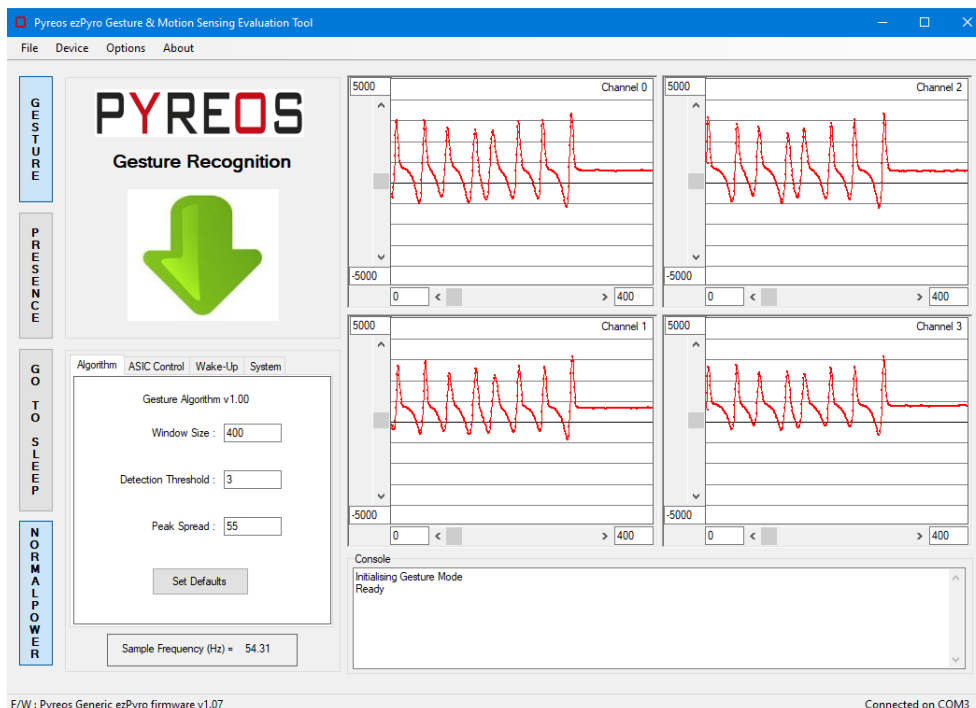 Pyreos ezPyro Gesture & Motion Sensing Evaluation Tool
File Device Options About
GESTURE
PRESENCE
GO TO SLEEP
NORMAL POWER
PYREOS
Gesture Recognition
Algorithm ASIC Control Wake-Up System
Gesture Algorithm v1.00
Window Size : 400
Detection Threshold : 3
Peak Spread : 55
Set Defaults
Sample Frequency (Hz) = 54.31
5000 Channel 0
-5000
0 < > 400
5000 Channel 2
-5000
0 < > 400
5000 Channel 1
-5000
0 < > 400
5000 Channel 3
-5000
0 < > 400
Console
Initialising Gesture Mode
Ready
F/W : Pyreos Generic ezPyro firmware v1.07
Connected on COM3